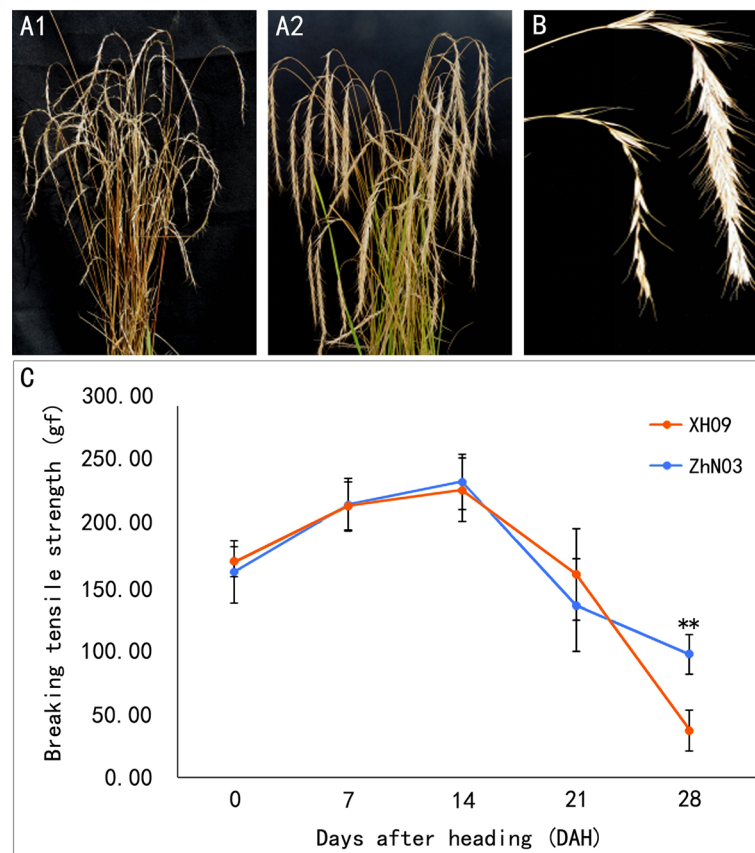 A1
A2
B
C
Breaking tensile strength (gf)
300.00
250.00
200.00
150.00
100.00
50.00
0.00
XH09
ZhN03
**
0 7 14 21 28
Days after heading (DAH)